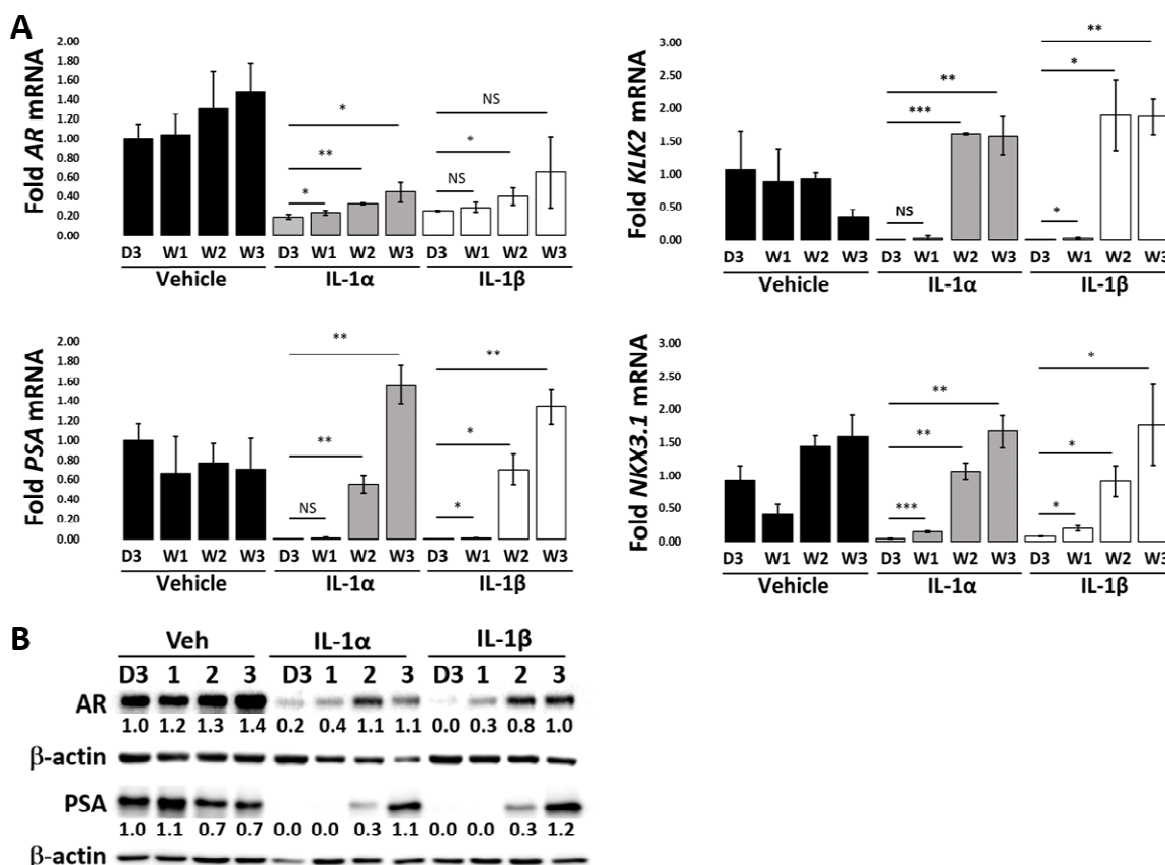 A
Fold AR mRNA
2.00
1.80
1.60
1.40
1.20
1.00
0.80
0.60
0.40
0.20
0.00
* ** * NS * NS
D3 W1 W2 W3 D3 W1 W2 W3 D3 W1 W2 W3
Vehicle IL-1α IL-1β
Fold KLK2 mRNA
3.00
2.50
2.00
1.50
1.00
0.50
0.00
NS *** ** * * **
D3 W1 W2 W3 D3 W1 W2 W3 D3 W1 W2 W3
Vehicle IL-1α IL-1β
Fold PSA mRNA
2.00
1.80
1.60
1.40
1.20
1.00
0.80
0.60
0.40
0.20
0.00
NS ** ** * * **
D3 W1 W2 W3 D3 W1 W2 W3 D3 W1 W2 W3
Vehicle IL-1α IL-1β
Fold NKX3.1 mRNA
3.00
2.50
2.00
1.50
1.00
0.50
0.00
*** ** ** * * *
D3 W1 W2 W3 D3 W1 W2 W3 D3 W1 W2 W3
Vehicle IL-1α IL-1β
B
Veh IL-1α IL-1β
D3 1 2 3 D3 1 2 3 D3 1 2 3
AR
1.0 1.2 1.3 1.4 0.2 0.4 1.1 1.1 0.0 0.3 0.8 1.0
β-actin
PSA
1.0 1.1 0.7 0.7 0.0 0.0 0.3 1.1 0.0 0.0 0.3 1.2
β-actin